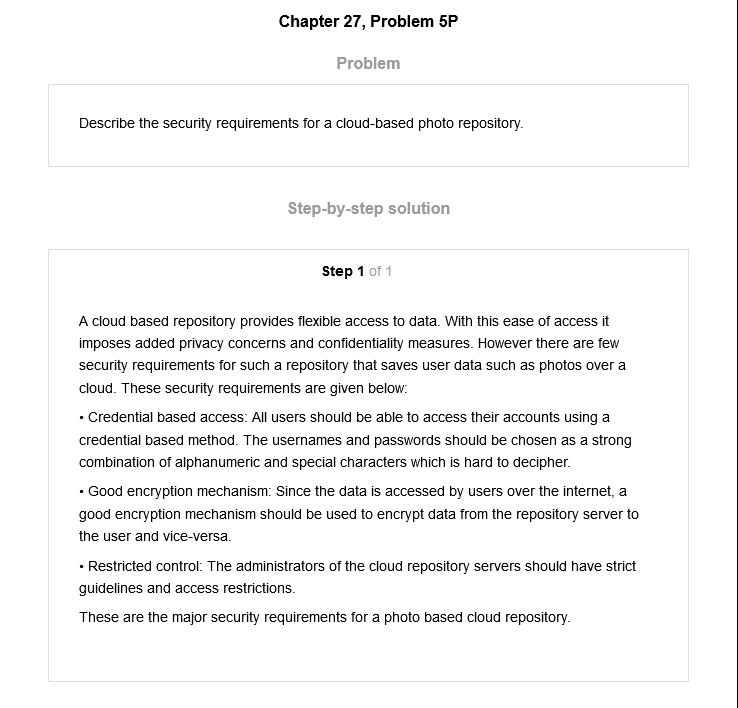 Chapter 27, Problem 5P
Problem
Describe the security requirements for a cloud-based photo repository.
Step-by-step solution
Step 1 of 1
A cloud based repository provides flexible access to data. With this ease of access it
imposes added privacy concerns and confidentiality measures. However there are few
security requirements for such a repository that saves user data such as photos over a
cloud. These security requirements are given below:
• Credential based access: All users should be able to access their accounts using a
credential based method. The usernames and passwords should be chosen as a strong
combination of alphanumeric and special characters which is hard to decipher.
• Good encryption mechanism: Since the data is accessed by users over the internet, a
good encryption mechanism should be used to encrypt data from the repository server to
the user and vice-versa.
• Restricted control: The administrators of the cloud repository servers should have strict
guidelines and access restrictions.
These are the major security requirements for a photo based cloud repository.